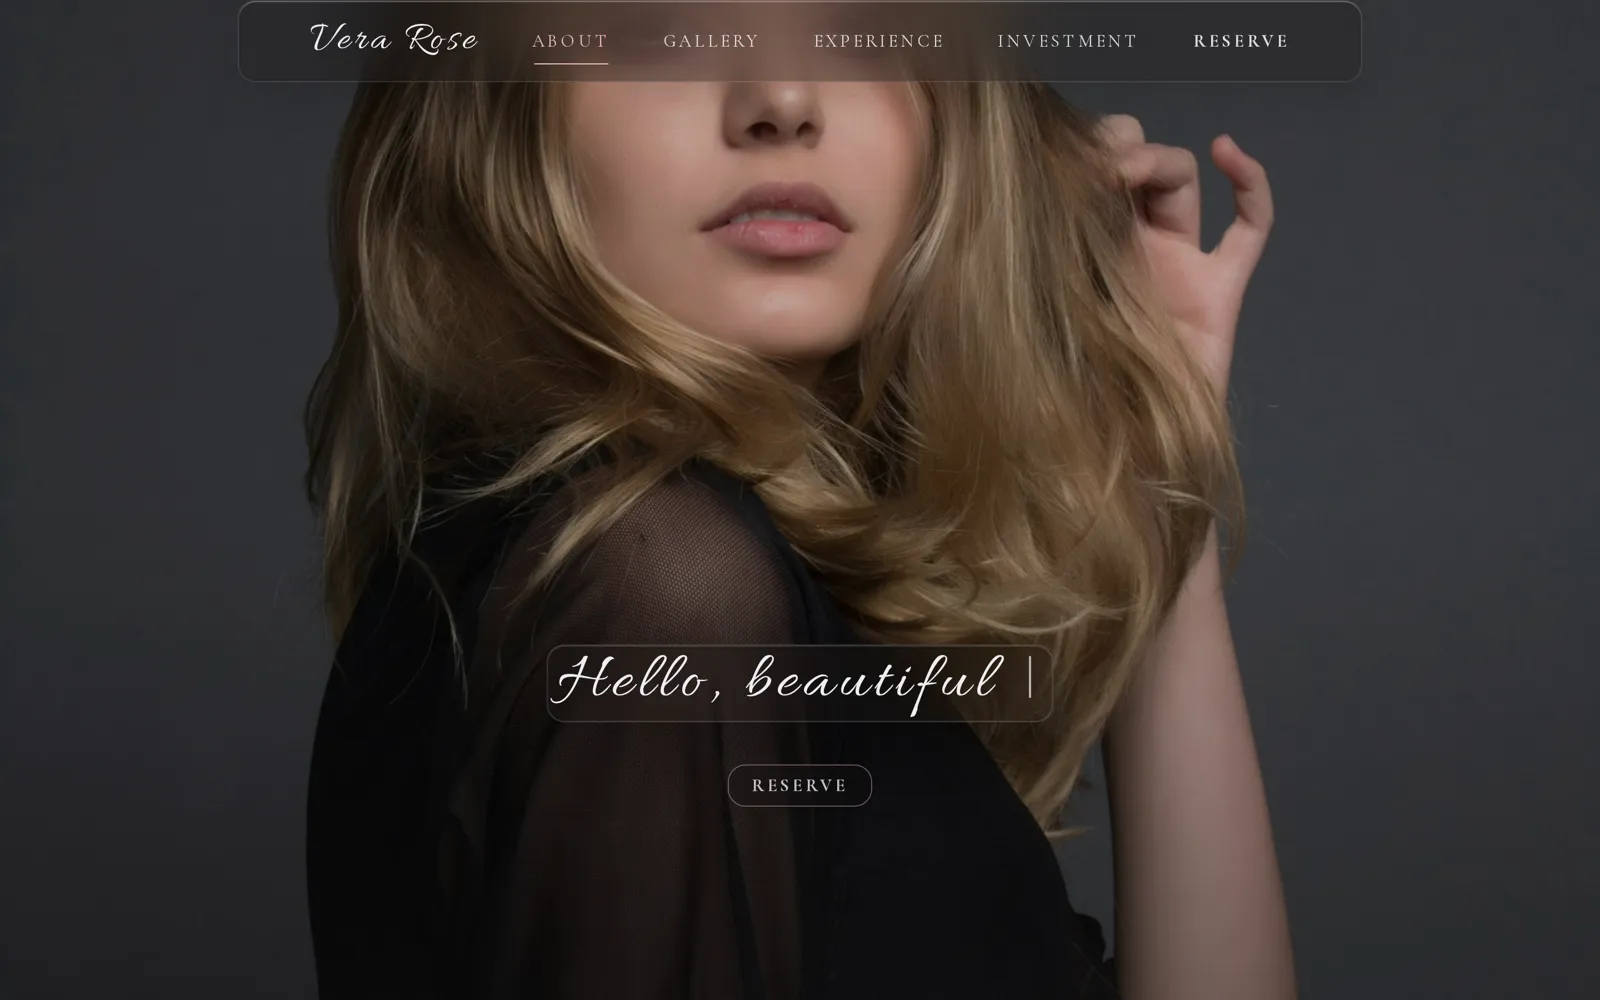 Vera Rose
ABOUT
GALLERY
EXPERIENCE
INVESTMENT
RESERVE
Hello, beautiful |
RESERVE